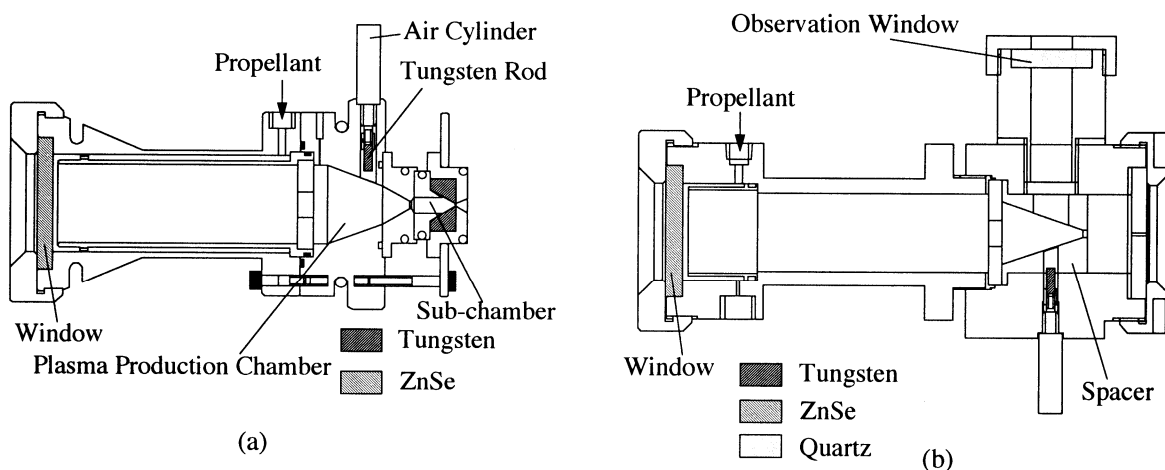 Air Cylinder
Propellant
Tungsten Rod
Window
Sub-chamber
Plasma Production Chamber
Tungsten
ZnSe
(a)
Observation Window
Propellant
Window
Spacer
Tungsten
ZnSe
Quartz
(b)